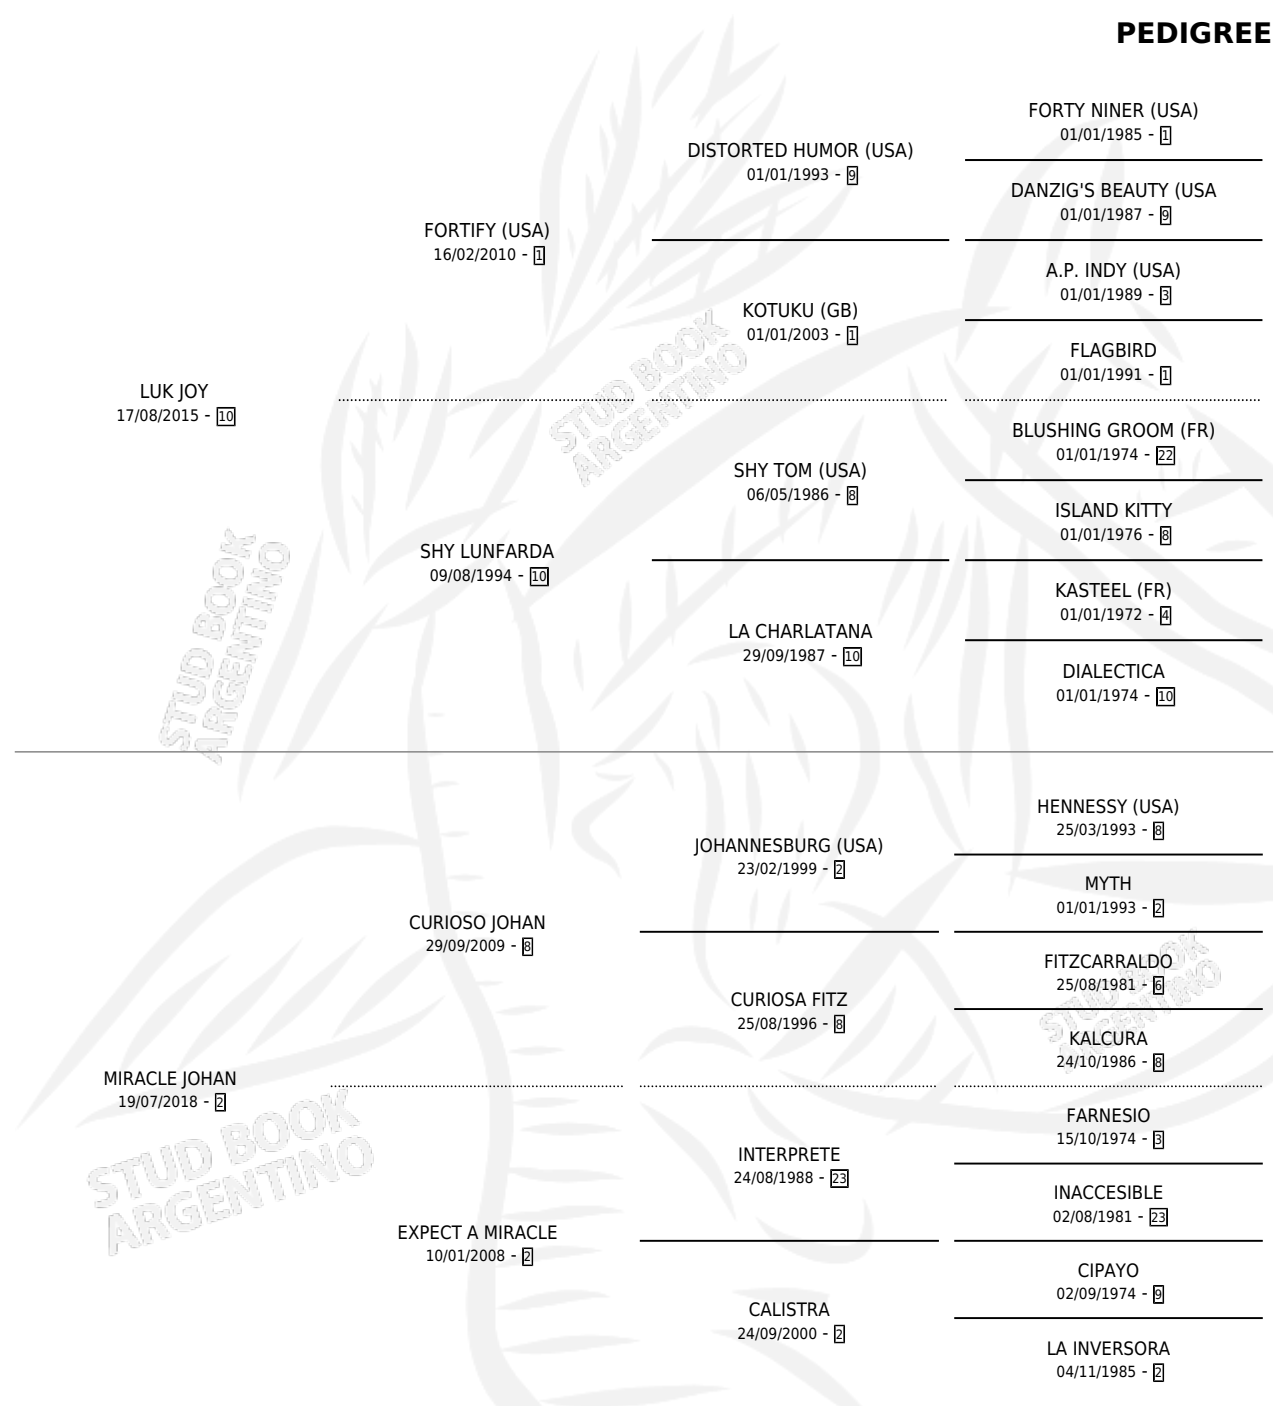 PEDIGREE
FORTY NINER (USA)
01/01/1985 - 1
DISTORTED HUMOR (USA)
01/01/1993 - 9
DANZIG'S BEAUTY (USA
01/01/1987 - 9
FORTIFY (USA)
16/02/2010 - 1
A.P. INDY (USA)
01/01/1989 - 3
KOTUKU (GB)
01/01/2003 - 1
FLAGBIRD
01/01/1991 - 1
LUK JOY
17/08/2015 - 10
BLUSHING GROOM (FR)
01/01/1974 - 22
SHY TOM (USA)
06/05/1986 - 8
ISLAND KITTY
01/01/1976 - 8
SHY LUNFARDA
09/08/1994 - 10
KASTEEL (FR)
01/01/1972 - 4
LA CHARLATANA
29/09/1987 - 10
DIALECTICA
01/01/1974 - 10
HENNESSY (USA)
25/03/1993 - 8
JOHANNESBURG (USA)
23/02/1999 - 2
MYTH
01/01/1993 - 2
CURIOSO JOHAN
29/09/2009 - 8
FITZCARRALDO
25/08/1981 - 6
CURIOSA FITZ
25/08/1996 - 8
KALCURA
24/10/1986 - 8
MIRACLE JOHAN
19/07/2018 - 2
FARNESIO
15/10/1974 - 3
INTERPRETE
24/08/1988 - 23
INACCESIBLE
02/08/1981 - 23
EXPECT A MIRACLE
10/01/2008 - 2
CIPAYO
02/09/1974 - 9
CALISTRA
24/09/2000 - 2
LA INVERSORA
04/11/1985 - 2
STUD BOOK
ARGENTINO
STUD BOOK
ARGENTINO
STUD BOOK
ARGENTINO
STUD BOOK
ARGENTINO